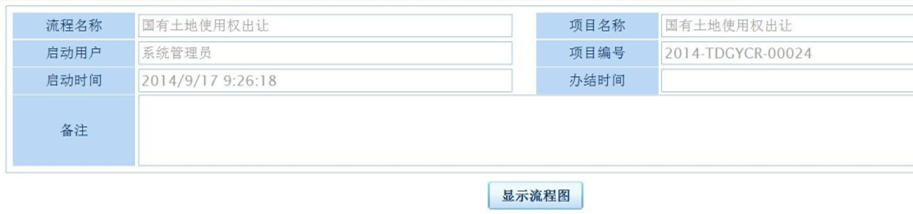 流程名称 国有土地使用权出让 项目名称 国有土地使用权出让
启动用户 系统管理员 项目编号 2014-TDGYCR-00024
启动时间 2014/9/17 9:26:18 办结时间
备注
显示流程图